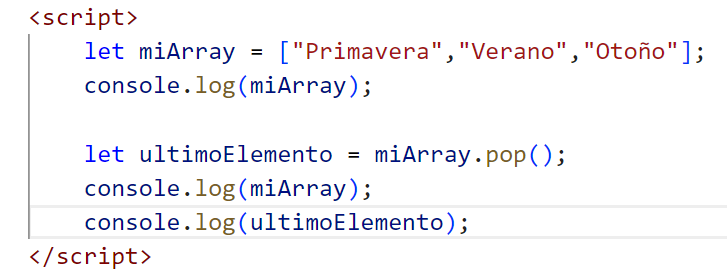 <script>
let miArray = ["Primavera","Verano","Otoño"];
console.log(miArray);
let ultimoElemento = miArray.pop();
console.log(miArray);
console.log(ultimoElemento);
</script>